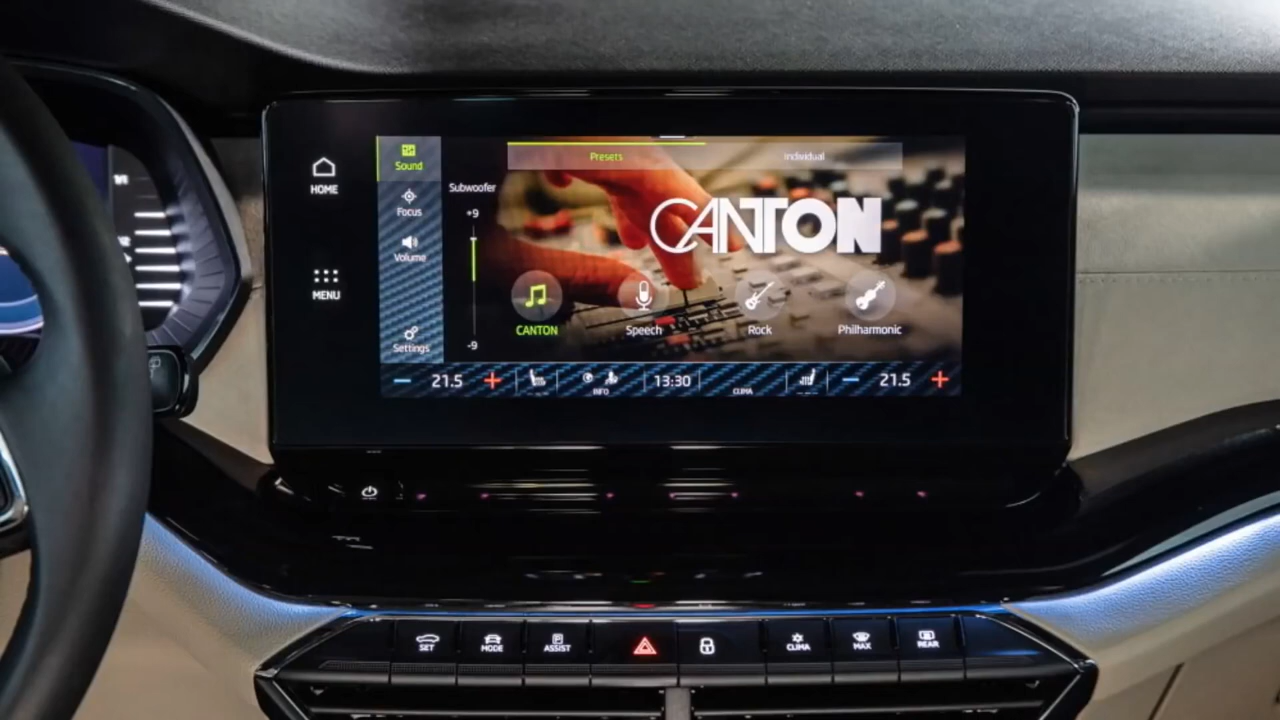 HOME
MENU
Sound
Focus
Volume
Settings
Subwoofer
+9
-9
Presets
Individual
CANTON
CANTON
Speech
Rock
Philharmonic
21.5
INFO
13:30
CLIMA
21.5
SET
MODE
ASSIST
CLIMA
MAX
REAR